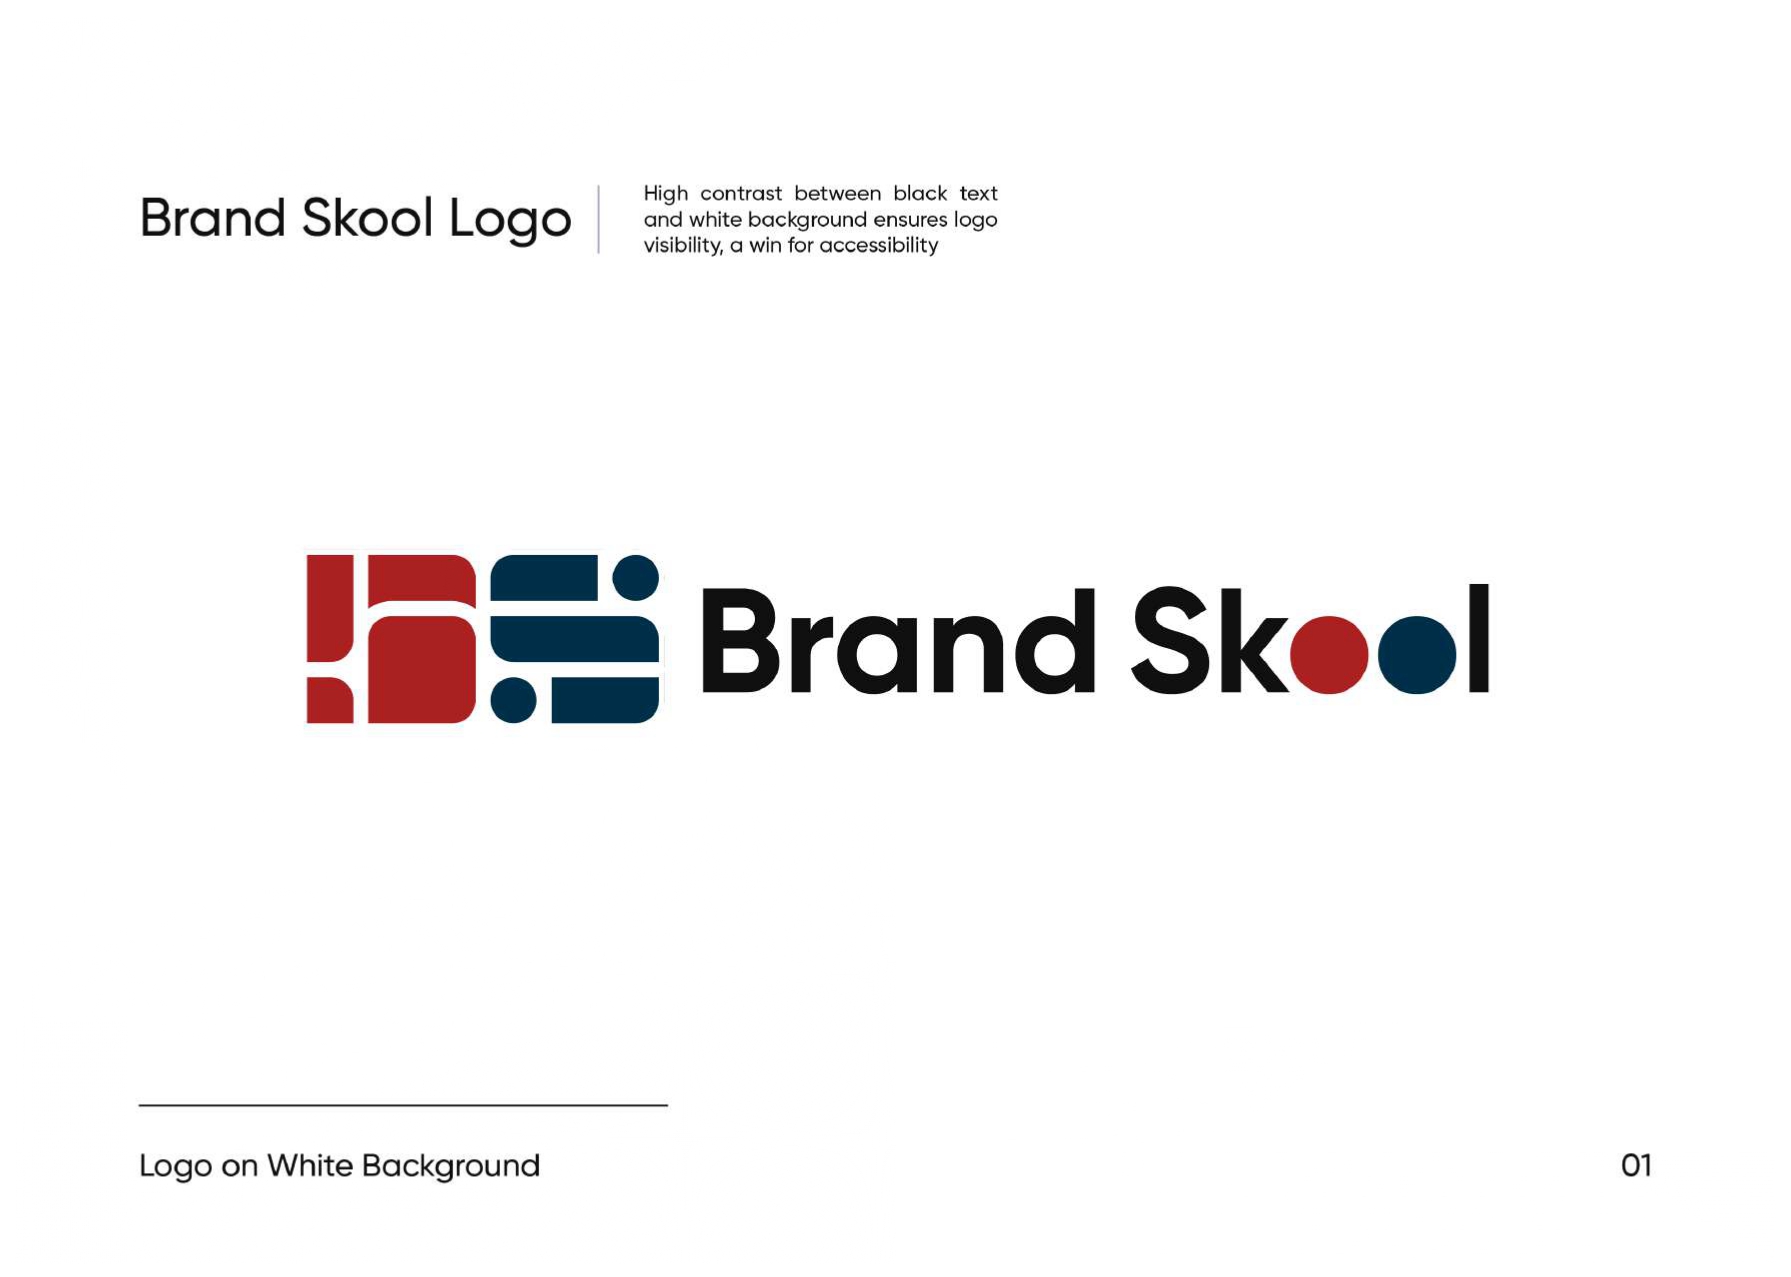 Brand Skool Logo
High contrast between black text
and white background ensures logo
visibility, a win for accessibility
BS Brand Skool
Logo on White Background
01